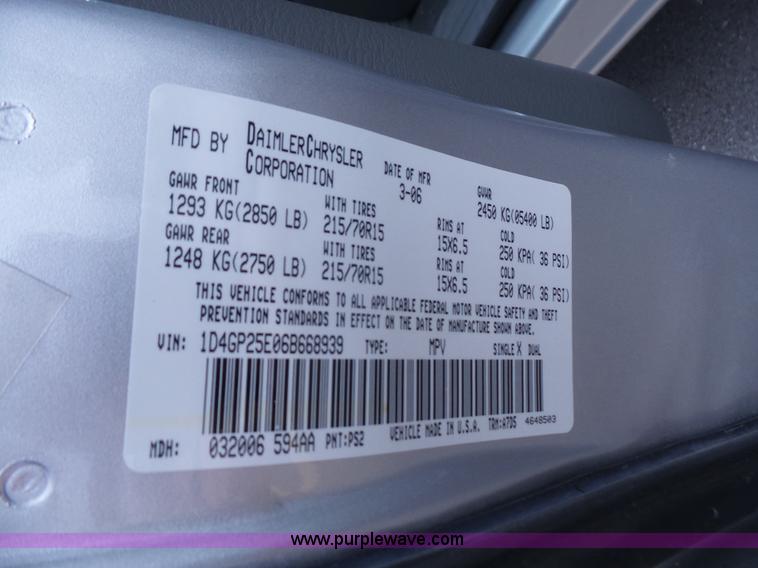 MFD BY DAIMLERCHRYSLER CORPORATION DATE OF MFR 3-06 GVWR 2450 KG(05400 LB)
GAWR FRONT WITH TIRES RIMS AT COLD
1293 KG(2850 LB) 215/70R15 15X6.5 250 KPA( 36 PSI)
GAWR REAR WITH TIRES RIMS AT COLD
1248 KG(2750 LB) 215/70R15 15X6.5 250 KPA( 36 PSI)
THIS VEHICLE CONFORMS TO ALL APPLICABLE FEDERAL MOTOR VEHICLE SAFETY AND THEFT
PREVENTION STANDARDS IN EFFECT ON THE DATE OF MANUFACTURE SHOWN ABOVE.
VIN: 1D4GP25E06B668939 TYPE: MPV SINGLE X DUAL
MDH: 032006 594AA PNT:PS2 VEHICLE MADE IN U.S.A. TRM:A7D5 4648503
www.purplewave.com